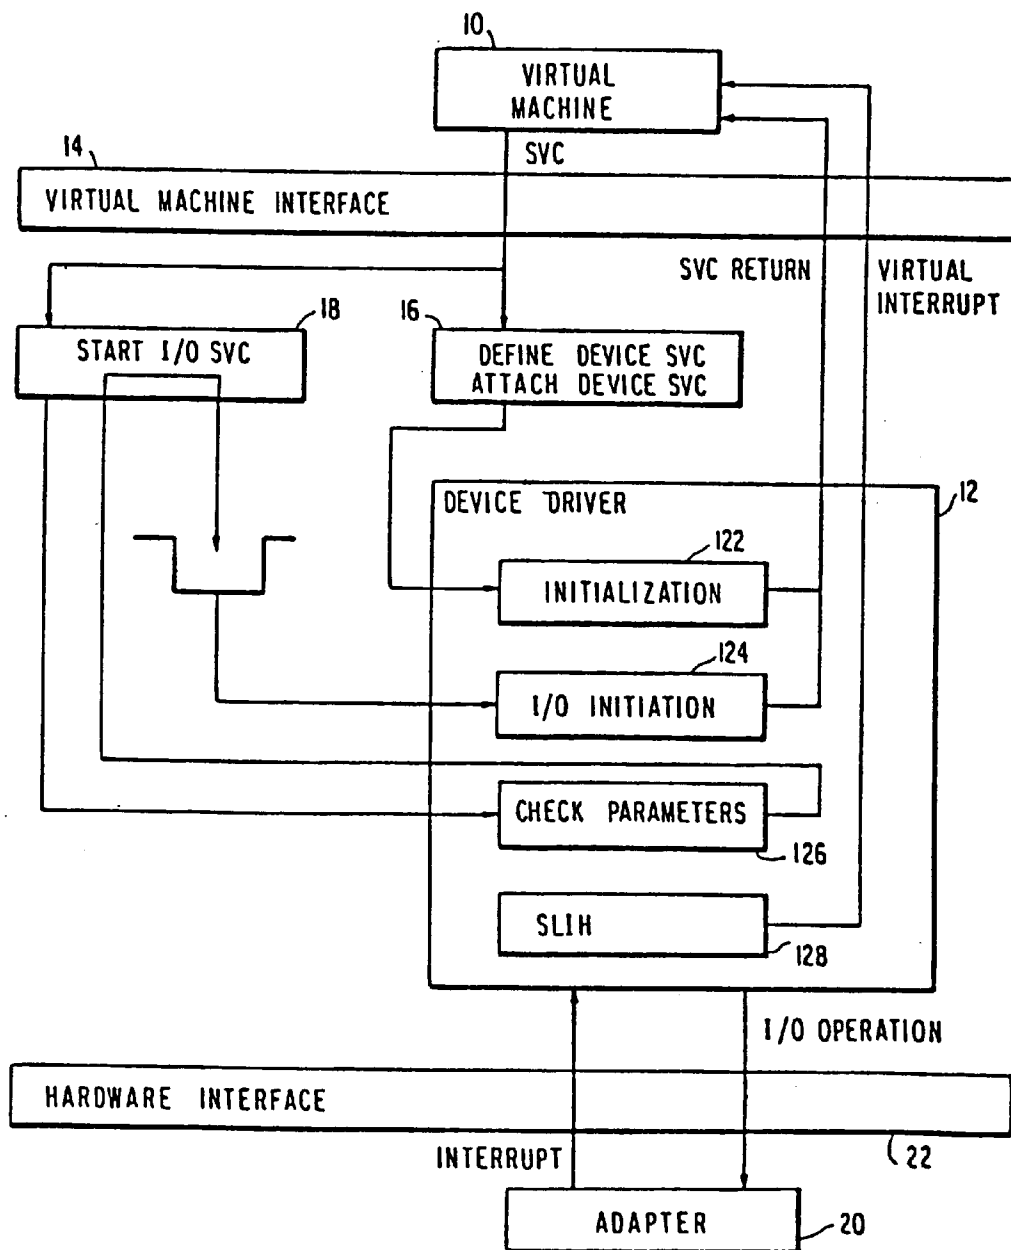 10
VIRTUAL
MACHINE
SVC
14
VIRTUAL MACHINE INTERFACE
SVC RETURN
VIRTUAL
INTERRUPT
18
START I/O SVC
16
DEFINE DEVICE SVC
ATTACH DEVICE SVC
DEVICE DRIVER
12
122
INITIALIZATION
124
I/O INITIATION
CHECK PARAMETERS
126
SLIH
128
I/O OPERATION
HARDWARE INTERFACE
22
INTERRUPT
ADAPTER
20